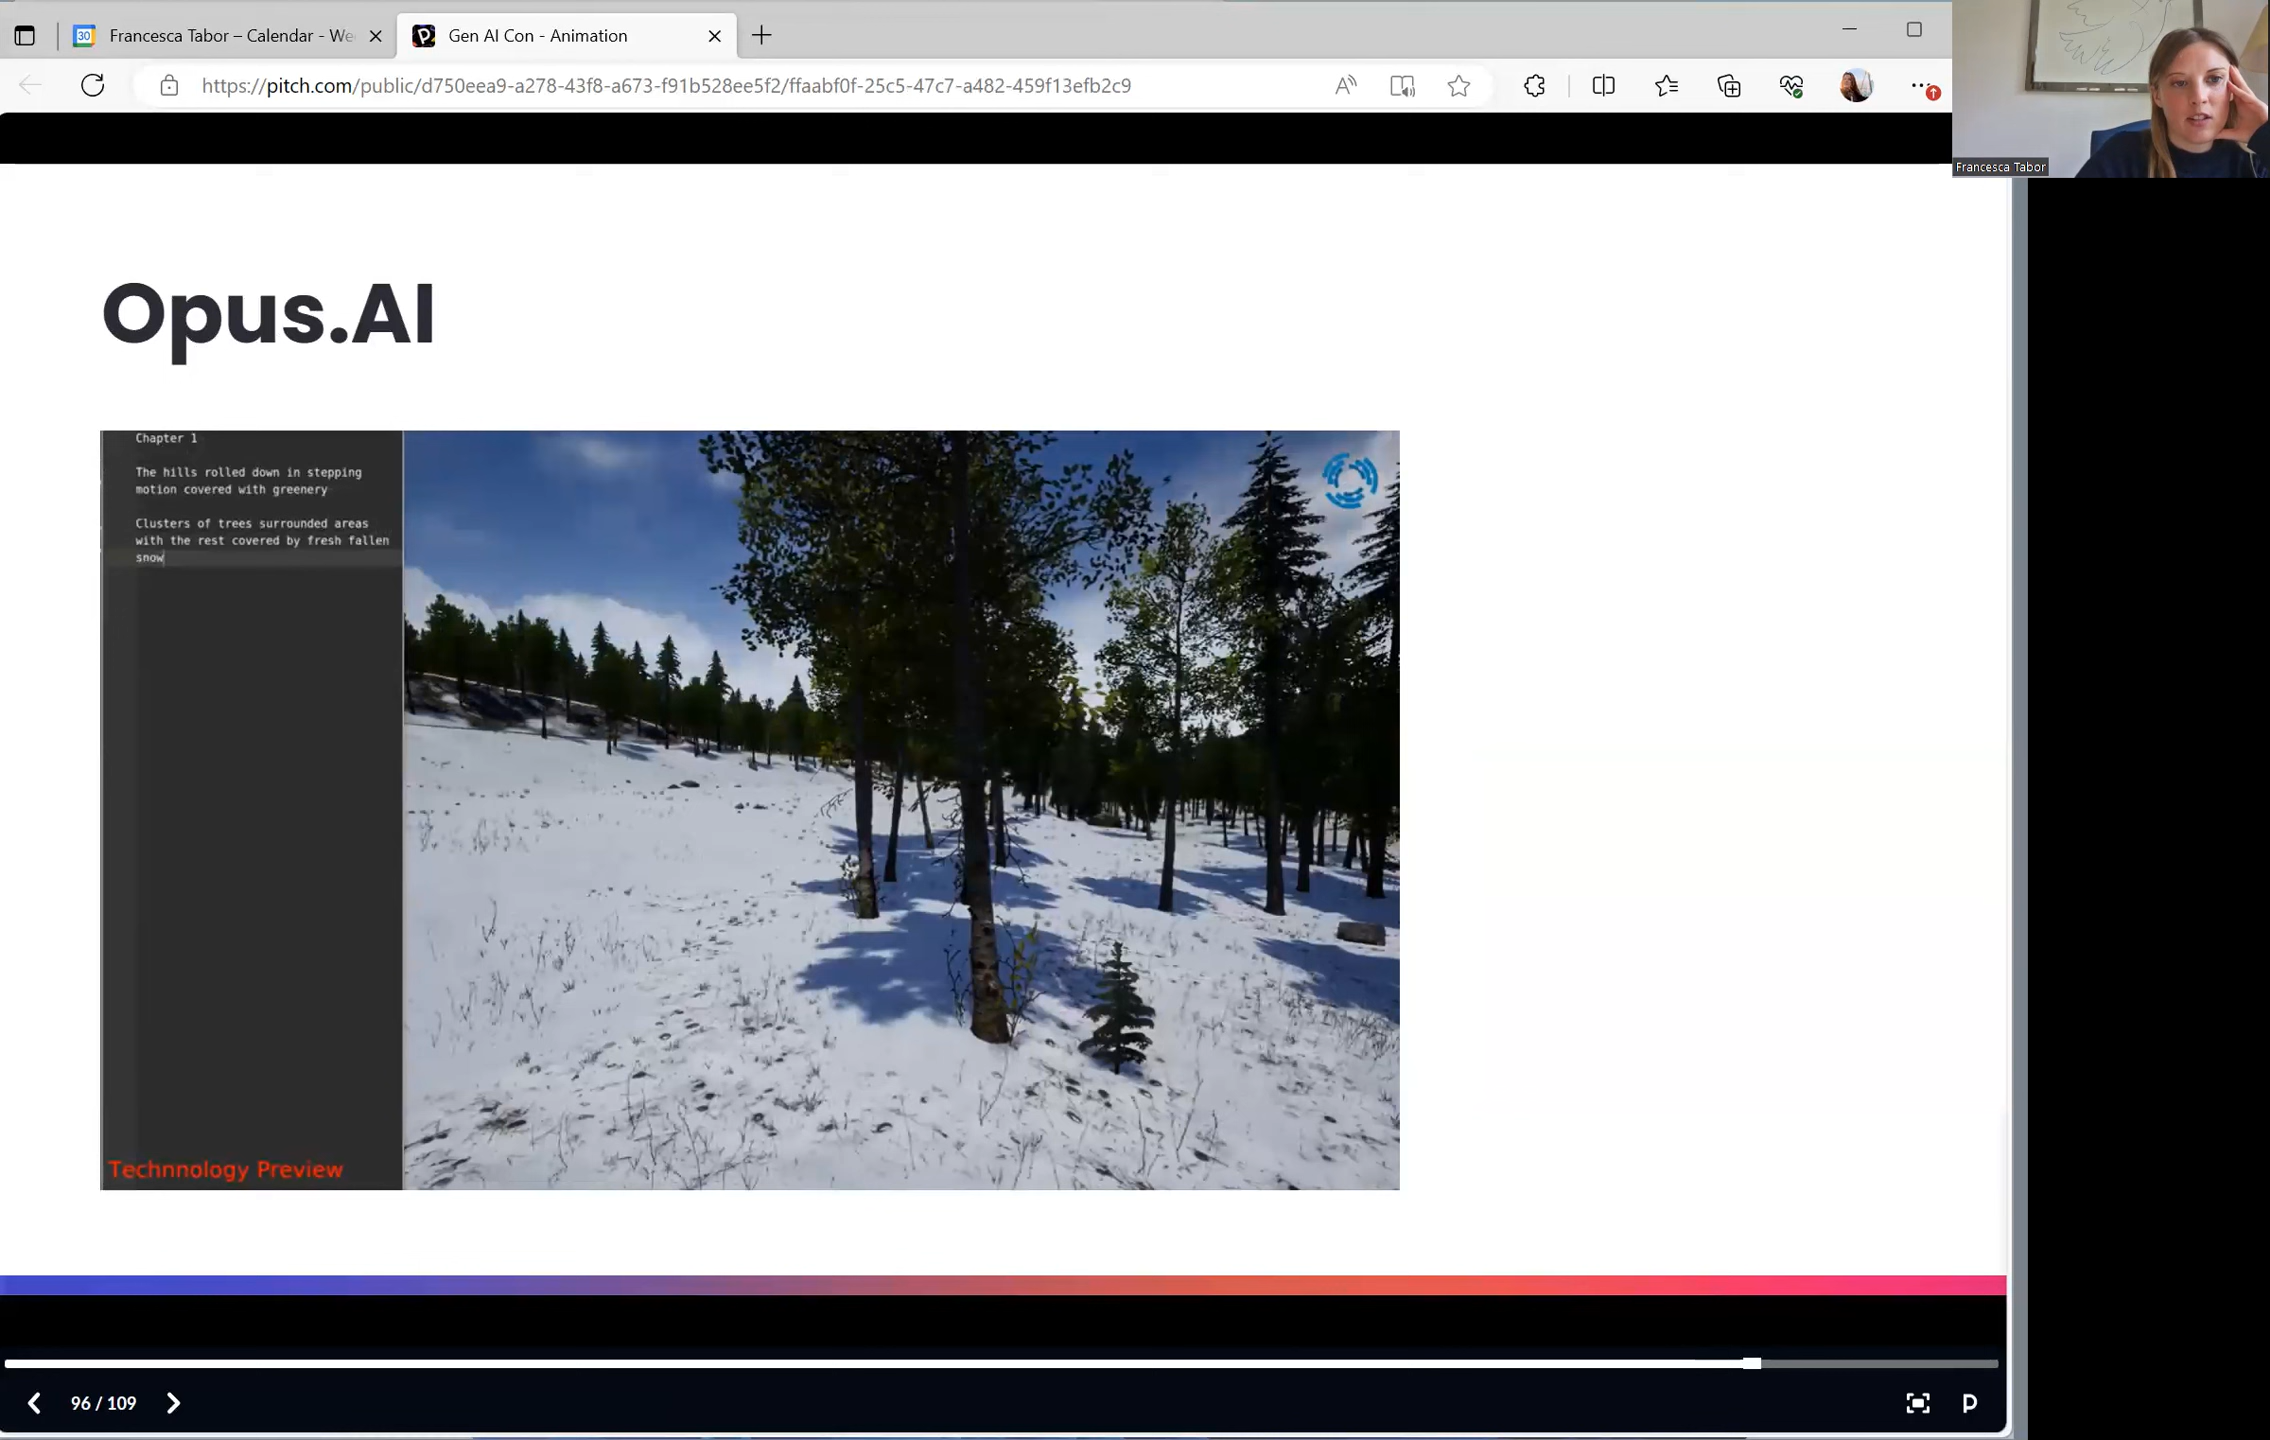 Francesca Tabor – Calendar - We
Gen AI Con - Animation
https://pitch.com/public/d750eea9-a278-43f8-a673-f91b528ee5f2/ffaabf0f-25c5-47c7-a482-459f13efb2c9
Francesca Tabor
Opus.AI
Chapter 1
The hills rolled down in stepping
motion covered with greenery
Clusters of trees surrounded areas
with the rest covered by fresh fallen
snow
Technnology Preview
96 / 109